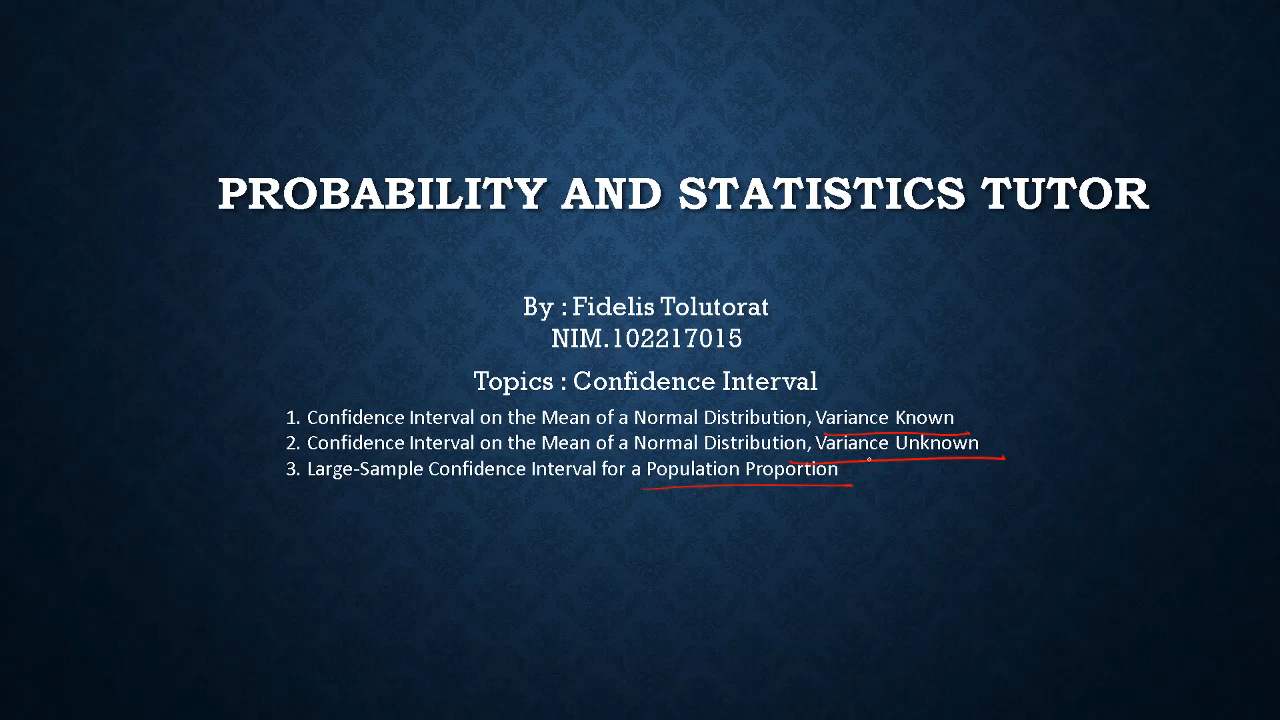 PROBABILITY AND STATISTICS TUTOR
By : Fidelis Tolutorat
NIM.102217015
Topics : Confidence Interval
1. Confidence Interval on the Mean of a Normal Distribution, Variance Known
2. Confidence Interval on the Mean of a Normal Distribution, Variance Unknown
3. Large-Sample Confidence Interval for a Population Proportion